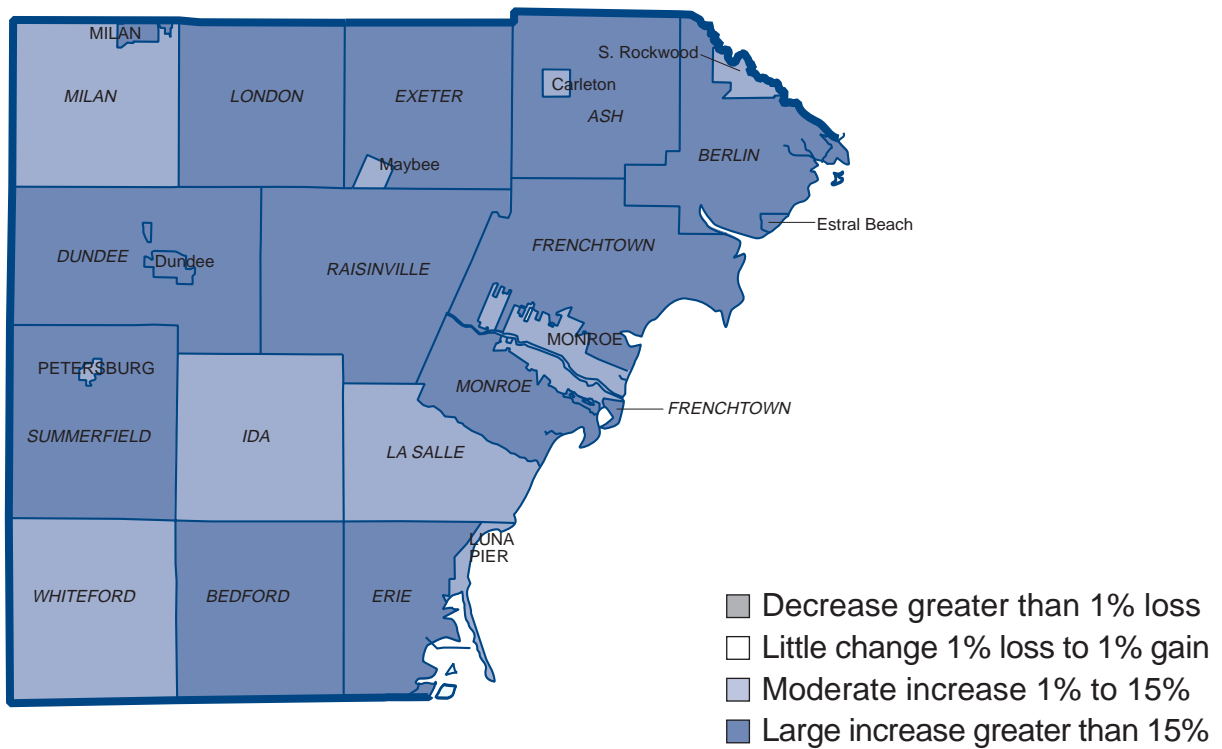 MILAN
S. Rockwood
MILAN
LONDON
EXETER
Carleton
ASH
BERLIN
Maybee
Estral Beach
DUNDEE
Dundee
RAISINVILLE
FRENCHTOWN
MONROE
PETERSBURG
MONROE
FRENCHTOWN
SUMMERFIELD
IDA
LA SALLE
LUNA
PIER
WHITEFORD
BEDFORD
ERIE
Decrease greater than 1% loss
Little change 1% loss to 1% gain
Moderate increase 1% to 15%
Large increase greater than 15%